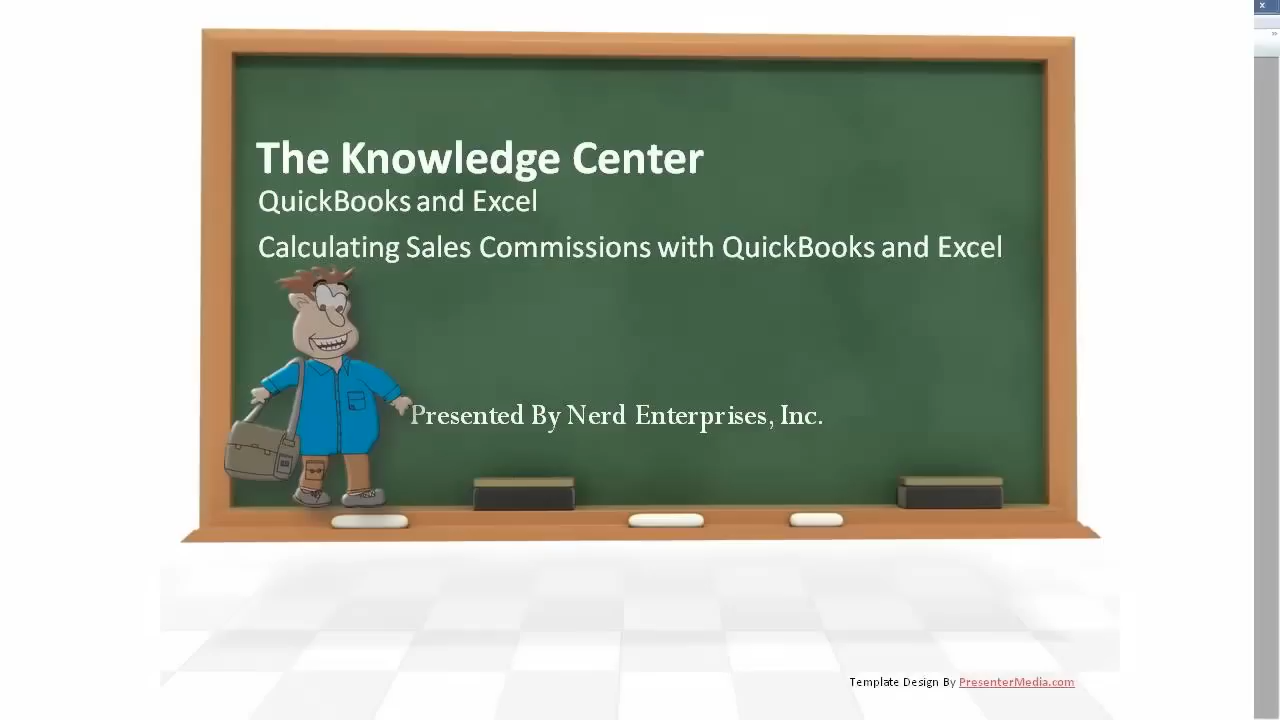 The Knowledge Center
QuickBooks and Excel
Calculating Sales Commissions with QuickBooks and Excel
Presented By Nerd Enterprises, Inc.
Template Design By PresenterMedia.com